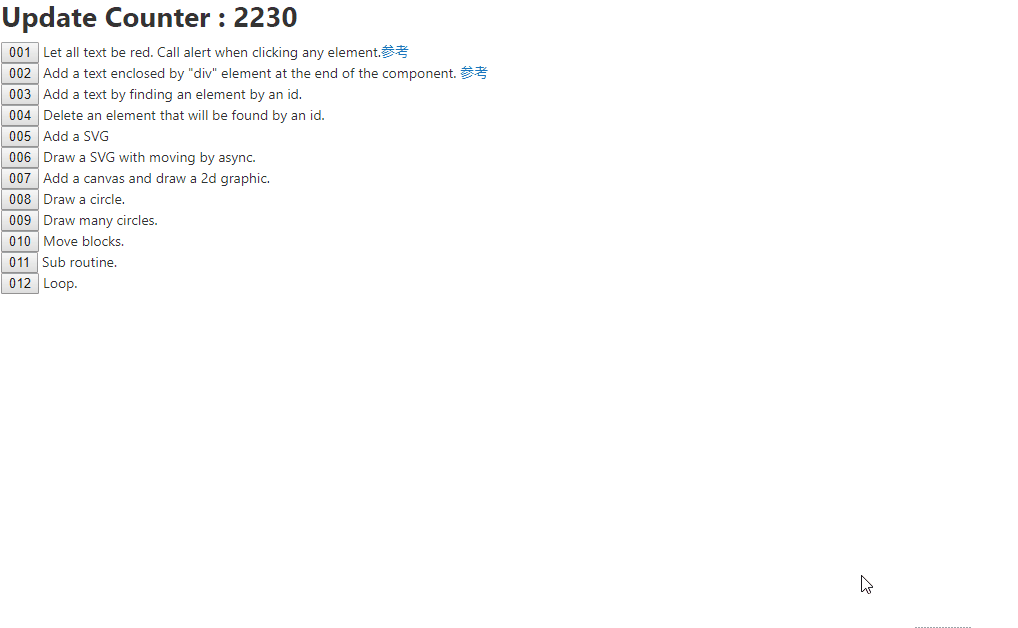 Update Counter : 2230
001 Let all text be red. Call alert when clicking any element.参考
002 Add a text enclosed by "div" element at the end of the component. 参考
003 Add a text by finding an element by an id.
004 Delete an element that will be found by an id.
005 Add a SVG
006 Draw a SVG with moving by async.
007 Add a canvas and draw a 2d graphic.
008 Draw a circle.
009 Draw many circles.
010 Move blocks.
011 Sub routine.
012 Loop.